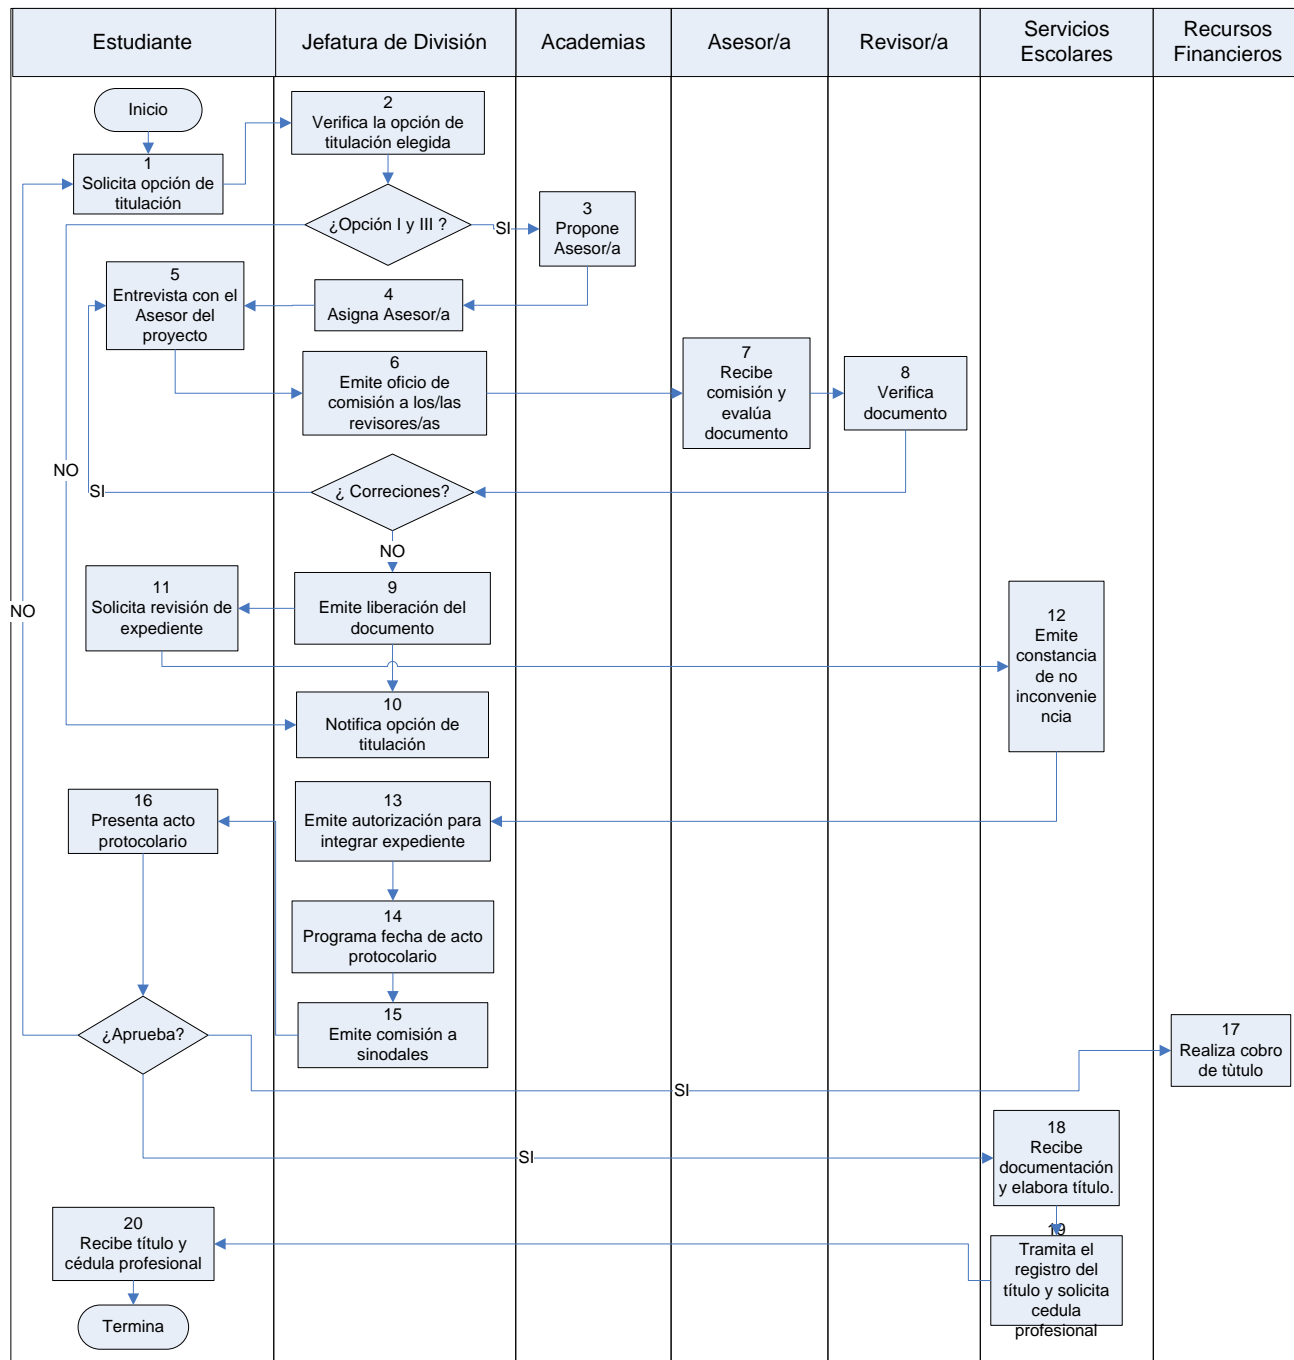 Estudiante
Jefatura de División
Academias
Asesor/a
Revisor/a
Servicios
Escolares
Recursos
Financieros
Inicio
1
Solicita opción de
titulación
2
Verifica la opción de
titulación elegida
¿Opción I y III ?
SI
3
Propone
Asesor/a
4
Asigna Asesor/a
5
Entrevista con el
Asesor del
proyecto
6
Emite oficio de
comisión a los/las
revisores/as
7
Recibe
comisión y
evalúa
documento
8
Verifica
documento
NO
SI
¿ Correciones?
NO
9
Emite liberación del
documento
11
Solicita revisión de
expediente
NO
12
Emite
constancia
de no
inconvenie
ncia
10
Notifica opción de
titulación
13
Emite autorización para
integrar expediente
16
Presenta acto
protocolario
14
Programa fecha de acto
protocolario
15
Emite comisión a
sinodales
¿Aprueba?
17
Realiza cobro
de tùtulo
SI
SI
18
Recibe
documentación
y elabora título.
19
Tramita el
registro del
título y solicita
cedula
profesional
20
Recibe título y
cédula profesional
Termina